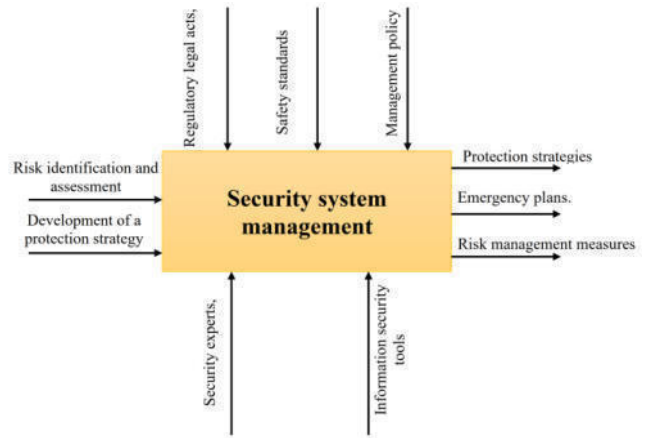 Regulatory legal acts,
Safety standards
Management policy
Risk identification and
assessment
Development of a
protection strategy
Security system
management
Protection strategies
Emergency plans.
Risk management measures
Security experts,
Information security
tools